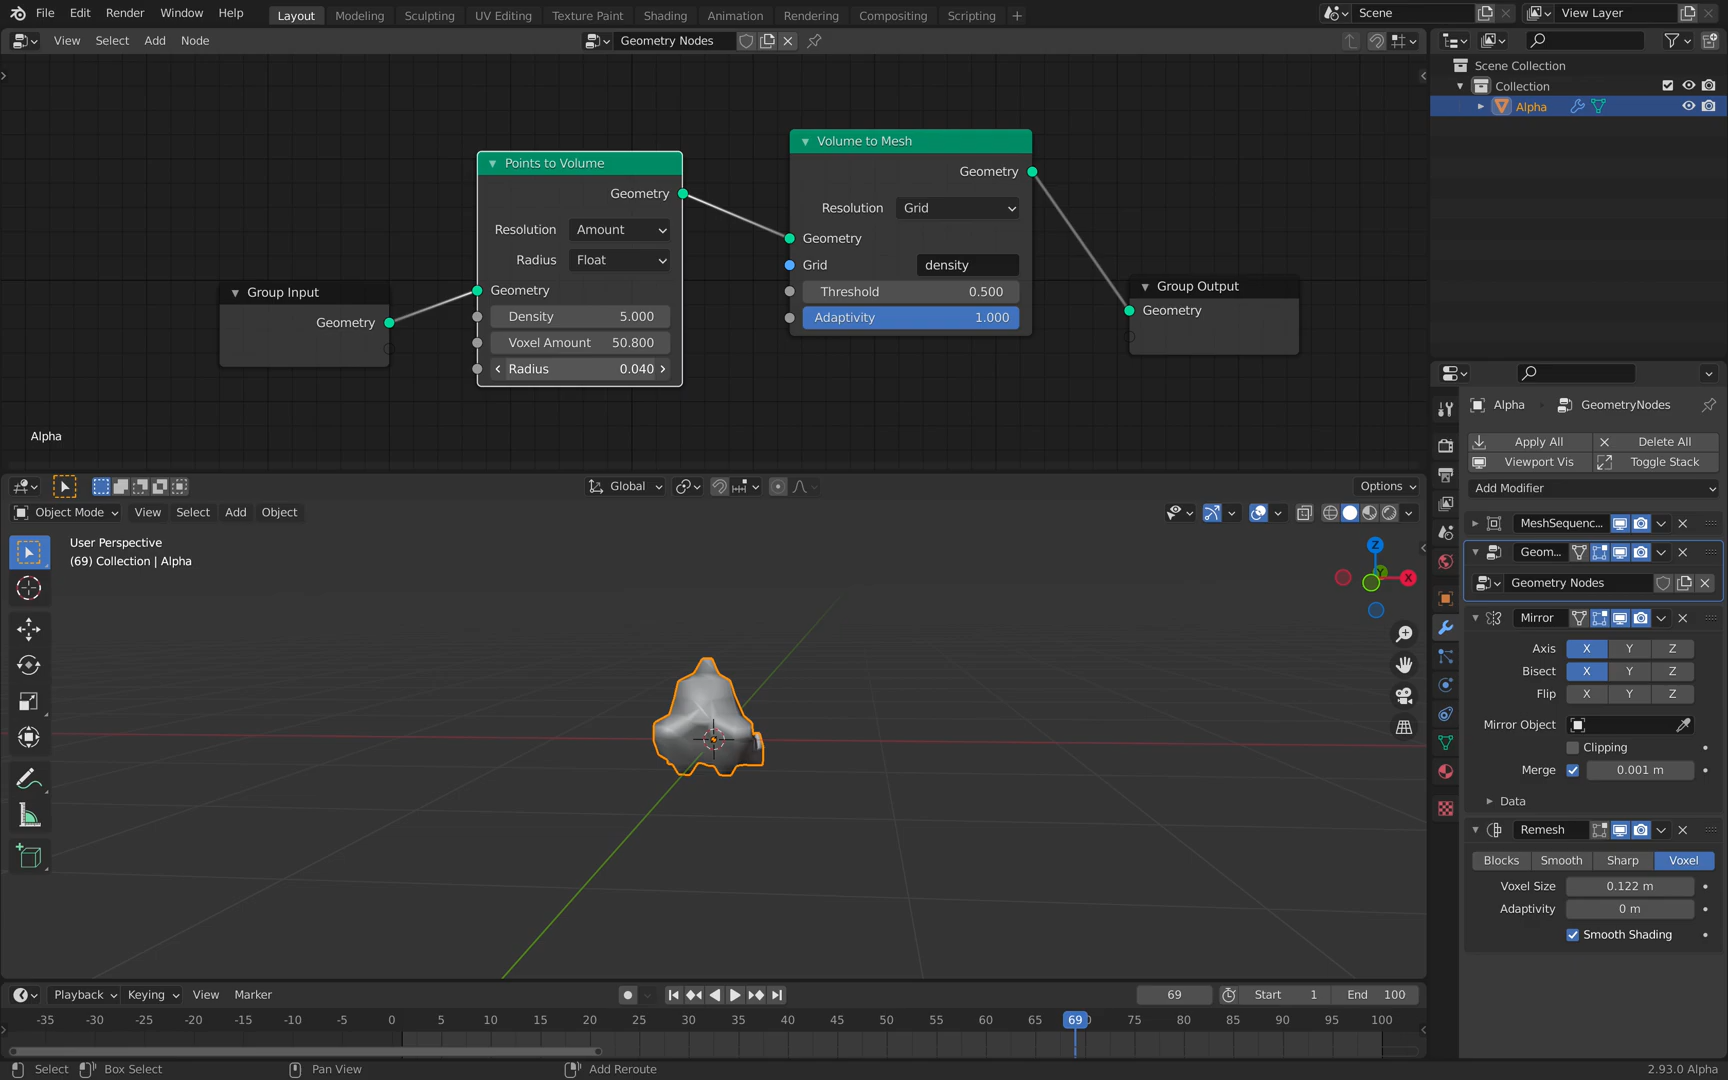 File Edit Render Window Help Layout Modeling Sculpting UV Editing Texture Paint Shading Animation Rendering Compositing Scripting + Scene View Layer
View Select Add Node Geometry Nodes
Scene Collection
Collection
Alpha
Points to Volume
Geometry
Resolution Amount
Radius Float
Geometry
Density 5.000
Voxel Amount 50.800
Radius 0.040
Volume to Mesh
Geometry
Resolution Grid
Geometry
Grid density
Threshold 0.500
Adaptivity 1.000
Group Input
Geometry
Group Output
Geometry
Alpha
Alpha GeometryNodes
Apply All Delete All
Viewport Vis Toggle Stack
Add Modifier
MeshSequenc...
Geom...
Geometry Nodes
Mirror
Axis X Y Z
Bisect X Y Z
Flip X Y Z
Mirror Object
Clipping
Merge 0.001 m
Data
Remesh
Blocks Smooth Sharp Voxel
Voxel Size 0.122 m
Adaptivity 0 m
Smooth Shading
Global Options
Object Mode View Select Add Object
User Perspective
(69) Collection | Alpha
Z
Y
X
Playback Keying View Marker 69 Start 1 End 100
-35 -30 -25 -20 -15 -10 -5 0 5 10 15 20 25 30 35 40 45 50 55 60 65 69 75 80 85 90 95 100
Select Box Select Pan View Add Reroute 2.93.0 Alpha